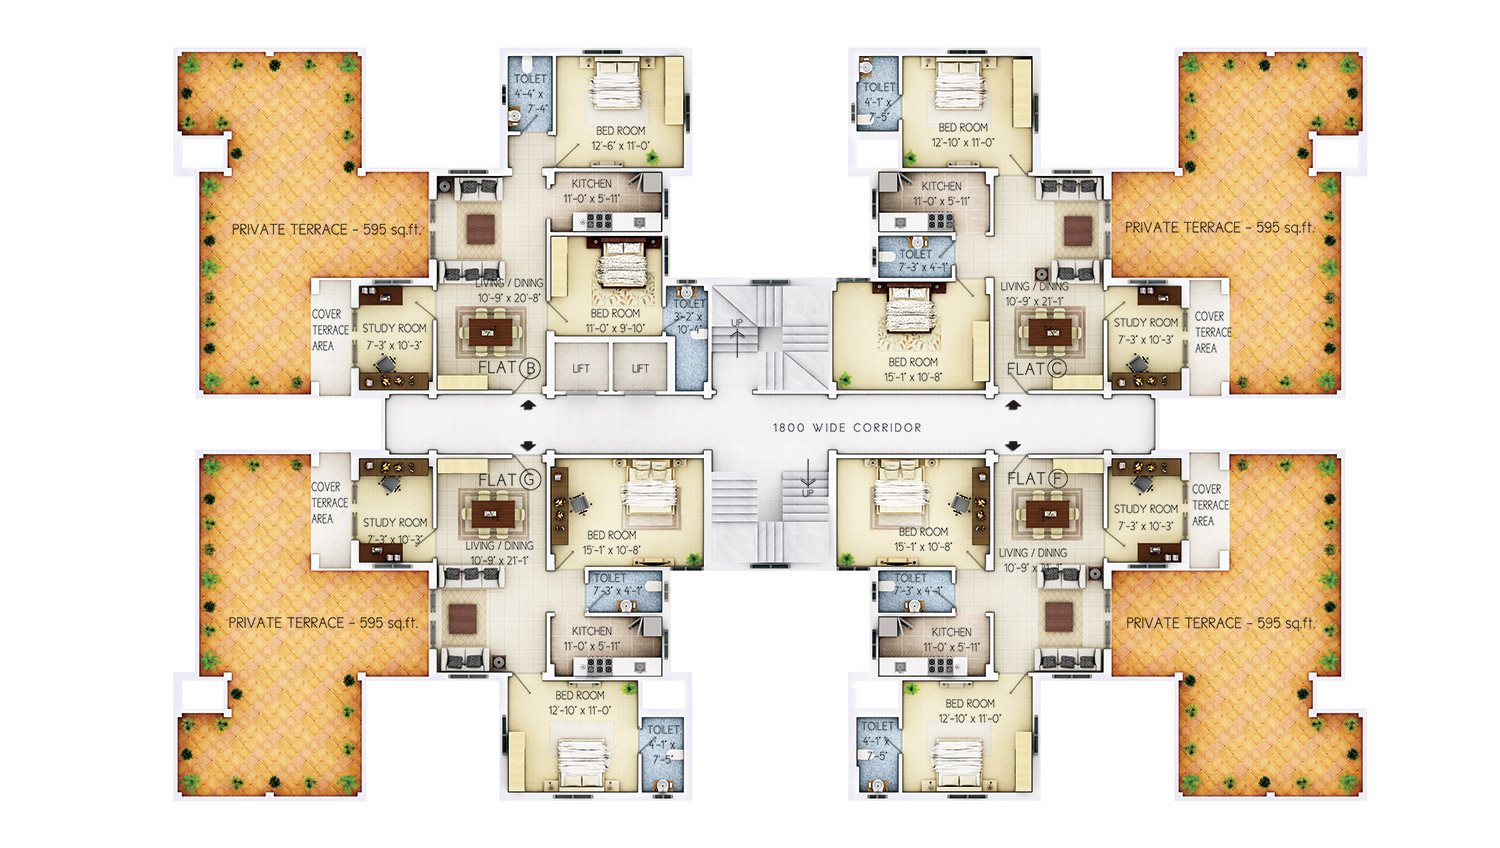 TOILET
4'-4" x
7'-4"
BED ROOM
12'-6" x 11'-0"
KITCHEN
11'-0" x 5'-11"
PRIVATE TERRACE - 595 sq.ft.
LIVING / DINING
10'-9" x 20'-8"
BED ROOM
11'-0" x 9'-10"
TOILET
3'-2" x
10'-4"
COVER
TERRACE
AREA
STUDY ROOM
7'-3" x 10'-3"
FLAT B
LIFT
LIFT
UP
TOILET
4'-1" x
7'-5"
BED ROOM
12'-10" x 11'-0"
KITCHEN
11'-0" x 5'-11"
TOILET
7'-3" x 4'-1"
PRIVATE TERRACE - 595 sq.ft.
LIVING / DINING
10'-9" x 21'-1"
BED ROOM
15'-1" x 10'-8"
STUDY ROOM
7'-3" x 10'-3"
COVER
TERRACE
AREA
FLAT C
1800 WIDE CORRIDOR
FLAT G
COVER
TERRACE
AREA
STUDY ROOM
7'-3" x 10'-3"
LIVING / DINING
10'-9" x 21'-1"
BED ROOM
15'-1" x 10'-8"
TOILET
7'-3" x 4'-1"
PRIVATE TERRACE - 595 sq.ft.
KITCHEN
11'-0" x 5'-11"
BED ROOM
12'-10" x 11'-0"
TOILET
4'-1" x
7'-5"
UP
FLAT F
BED ROOM
15'-1" x 10'-8"
LIVING / DINING
10'-9" x 21'-1"
STUDY ROOM
7'-3" x 10'-3"
COVER
TERRACE
AREA
TOILET
7'-3" x 4'-1"
KITCHEN
11'-0" x 5'-11"
PRIVATE TERRACE - 595 sq.ft.
BED ROOM
12'-10" x 11'-0"
TOILET
4'-1" x
7'-5"